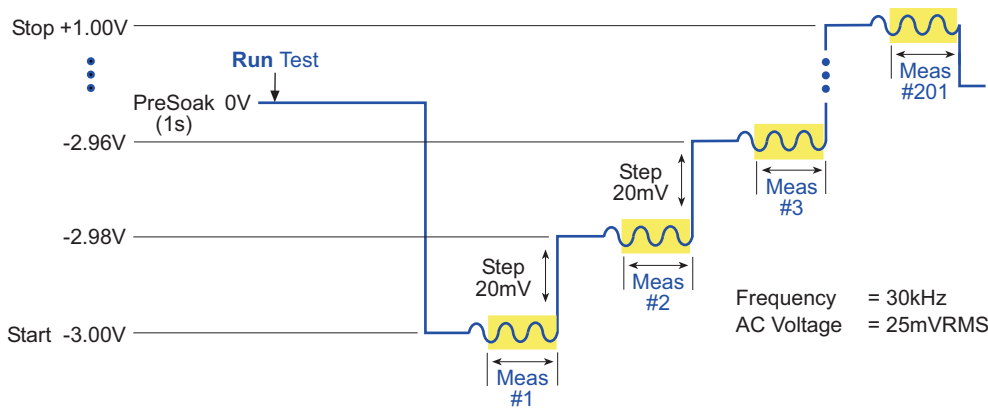 Stop +1.00V
Run Test
PreSoak 0V
(1s)
-2.96V
-2.98V
Start -3.00V
Step
20mV
Step
20mV
Meas
#1
Meas
#2
Meas
#3
Meas
#201
Frequency = 30kHz
AC Voltage = 25mVRMS